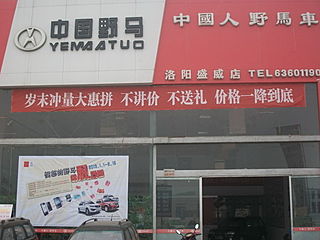 中国野马
中國人野馬車
YEMAAUTO
洛阳盛威店 TEL63601190
岁末冲量大惠拼 不讲价 不送礼 价格一降到底